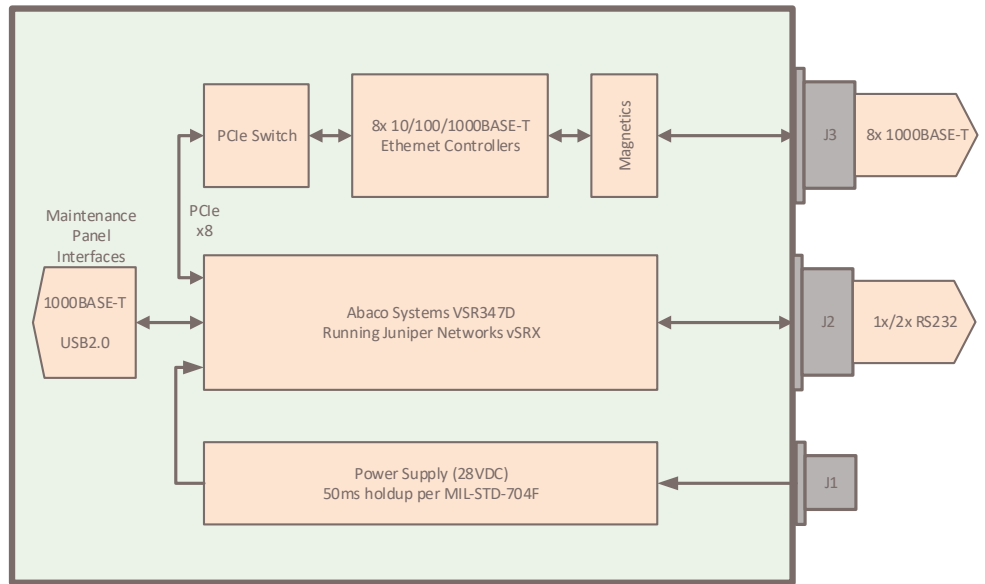 PCIe Switch
8x 10/100/1000BASE-T
Ethernet Controllers
Magnetics
J3
8x 1000BASE-T
PCIe
x8
Maintenance
Panel
Interfaces
1000BASE-T
USB2.0
Abaco Systems VSR347D
Running Juniper Networks vSRX
J2
1x/2x RS232
Power Supply (28VDC)
50ms holdup per MIL-STD-704F
J1